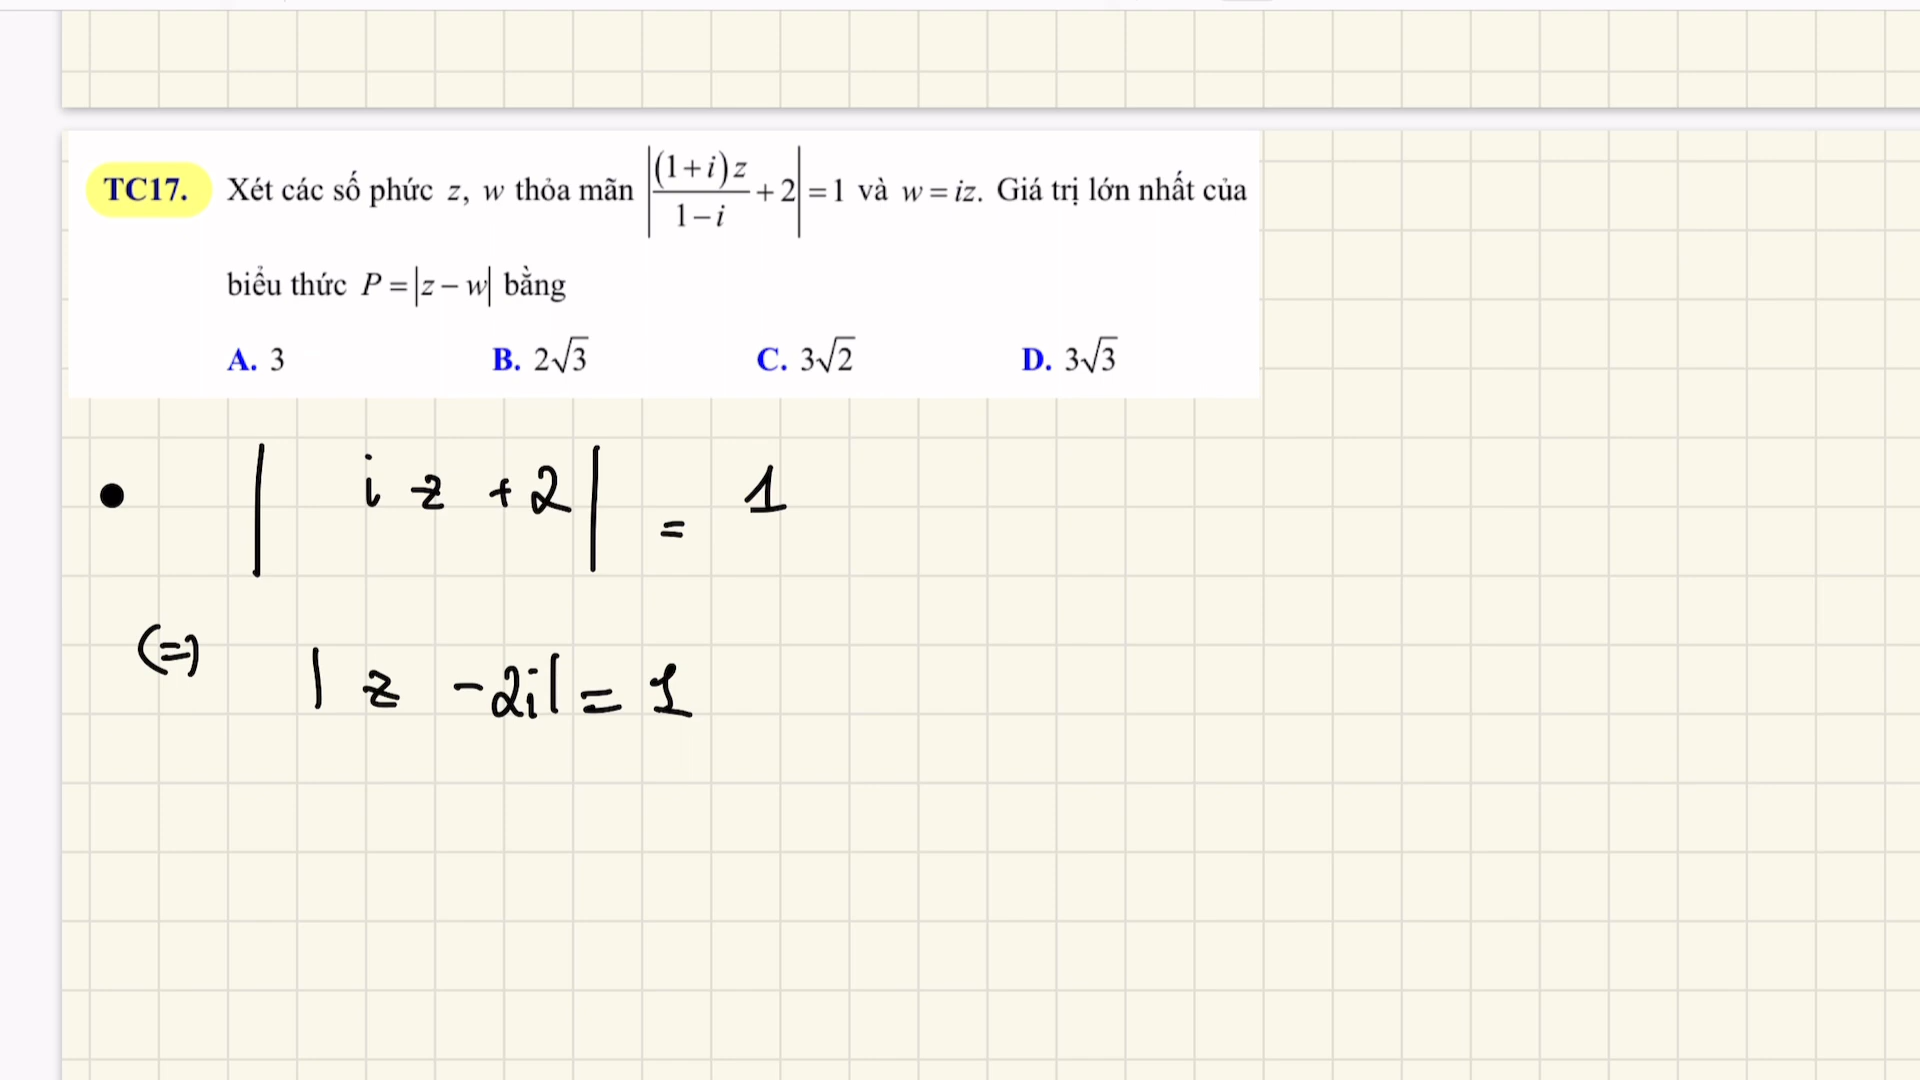 TC17. Xét các số phức z, w thỏa mãn |(1+i)z/(1−i) + 2| = 1 và w = iz. Giá trị lớn nhất của
biểu thức P = |z − w| bằng
A. 3 B. 2√3 C. 3√2 D. 3√3
| i z + 2 | = 1
(=) | z - 2i | = 1